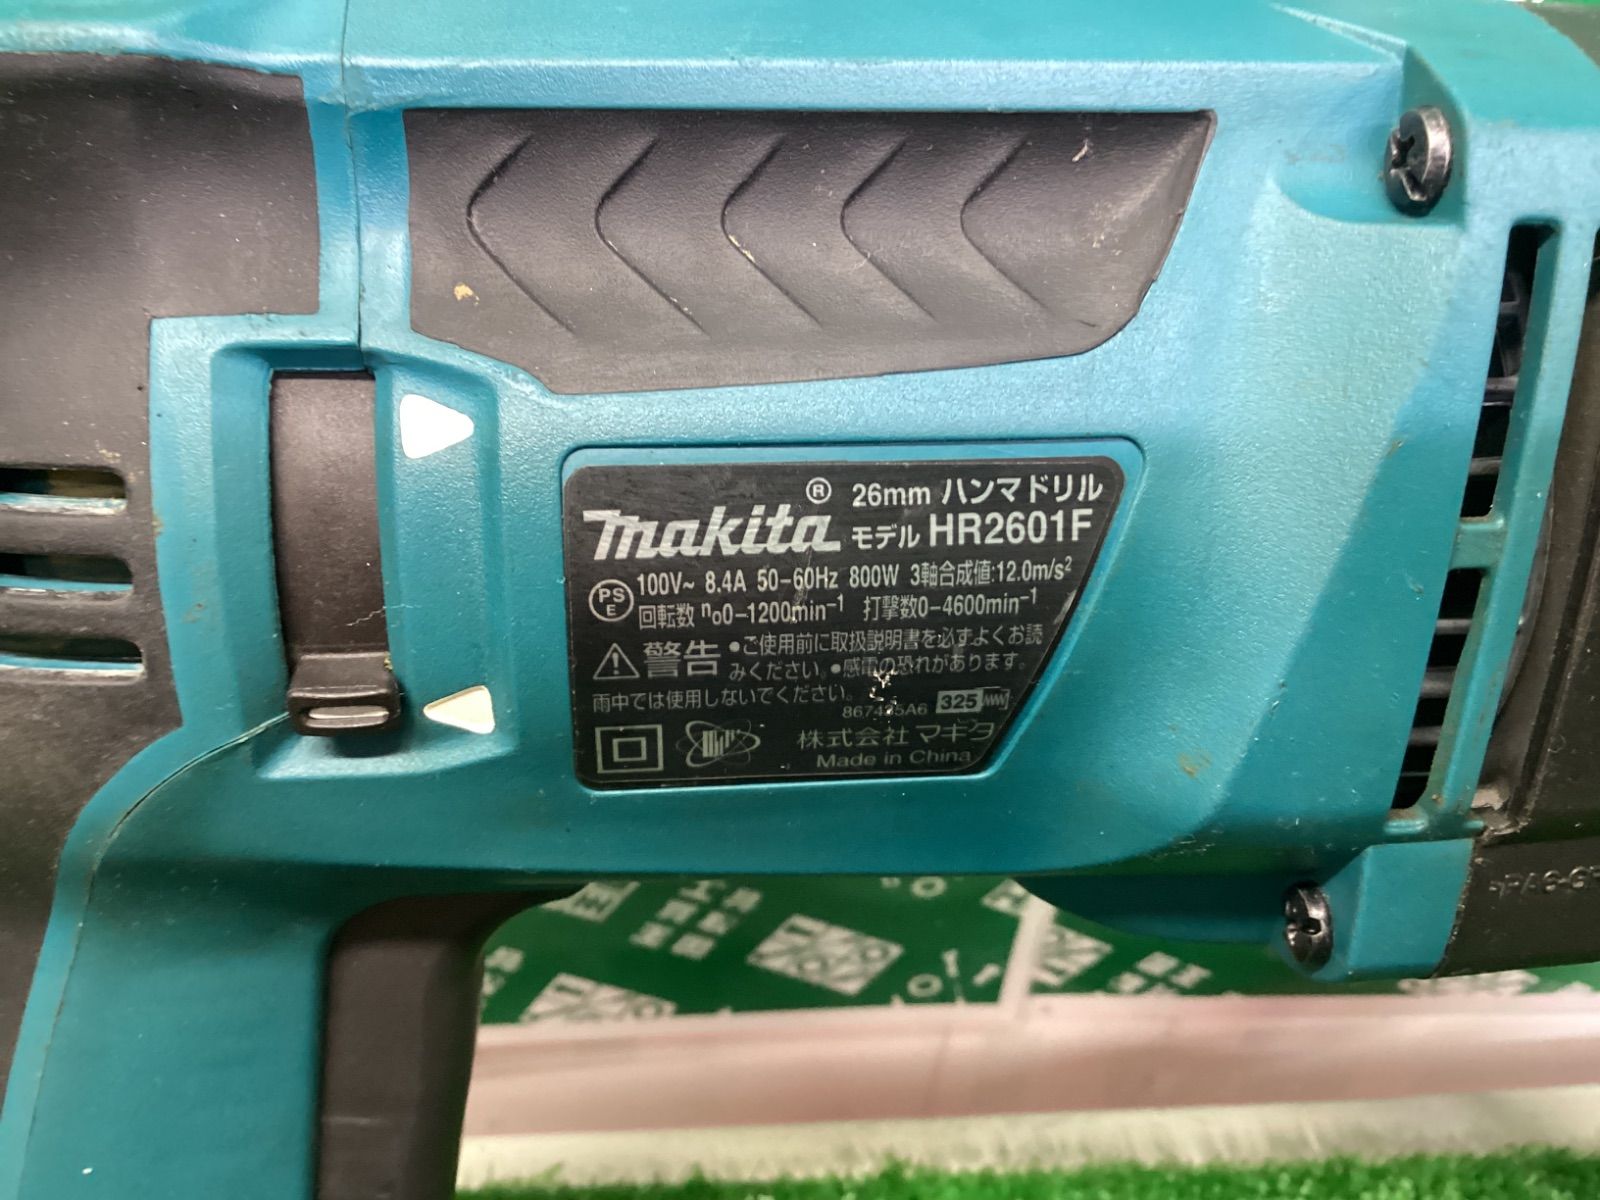 makita ® 26mm ハンマドリル
モデル HR2601F
PS E 100V~ 8.4A 50-60Hz 800W 3軸合成値:12.0m/s²
回転数 n₀0-1200min⁻¹ 打撃数0-4600min⁻¹
⚠警告 ●ご使用前に取扱説明書を必ずよくお読
みください。●感電の恐れがあります。
雨中では使用しないでください。
325
株式会社 マキタ
Made in China